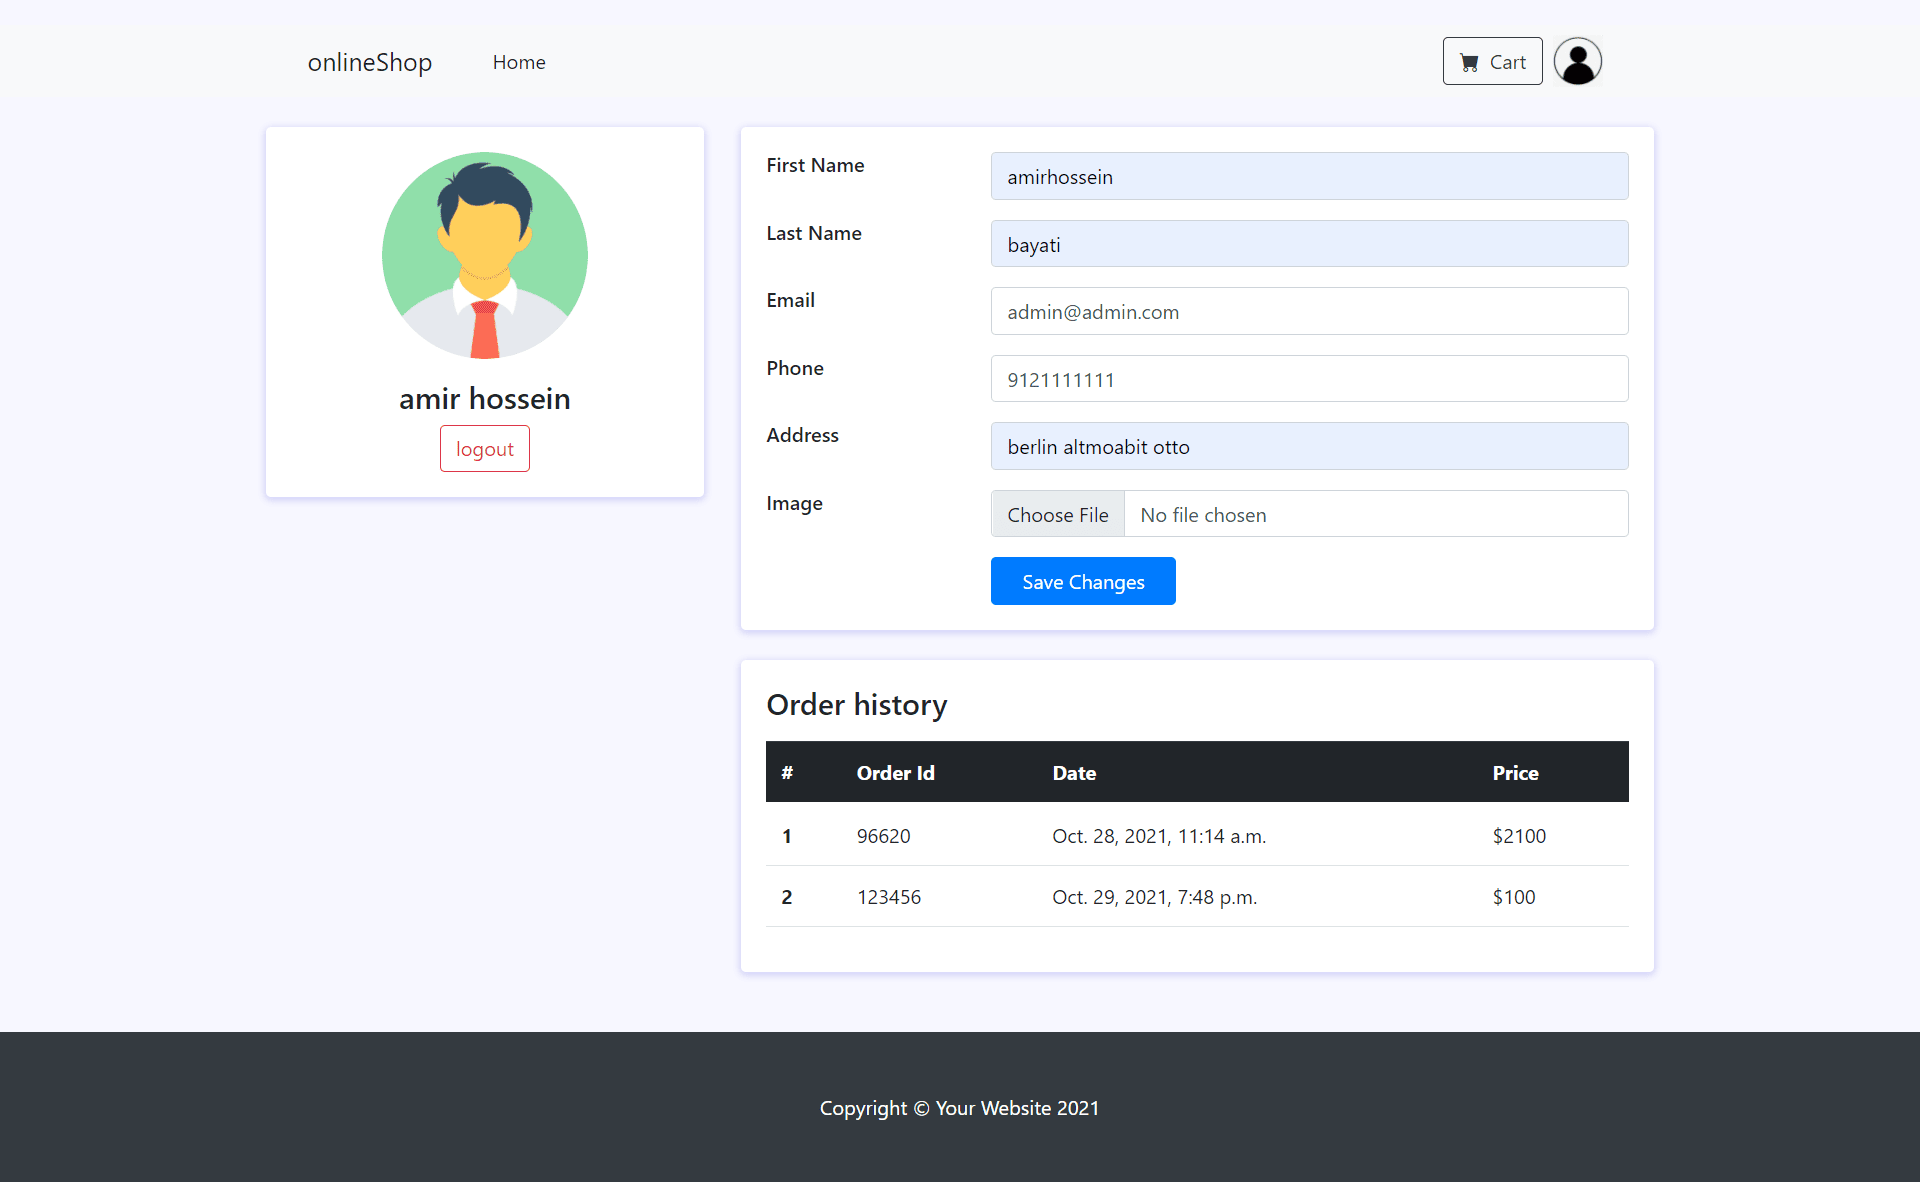 onlineShop Home Cart
amir hossein
logout
First Name amirhossein
Last Name bayati
Email admin@admin.com
Phone 9121111111
Address berlin altmoabit otto
Image Choose File No file chosen
Save Changes
Order history
# Order Id Date Price
1 96620 Oct. 28, 2021, 11:14 a.m. $2100
2 123456 Oct. 29, 2021, 7:48 p.m. $100
Copyright © Your Website 2021